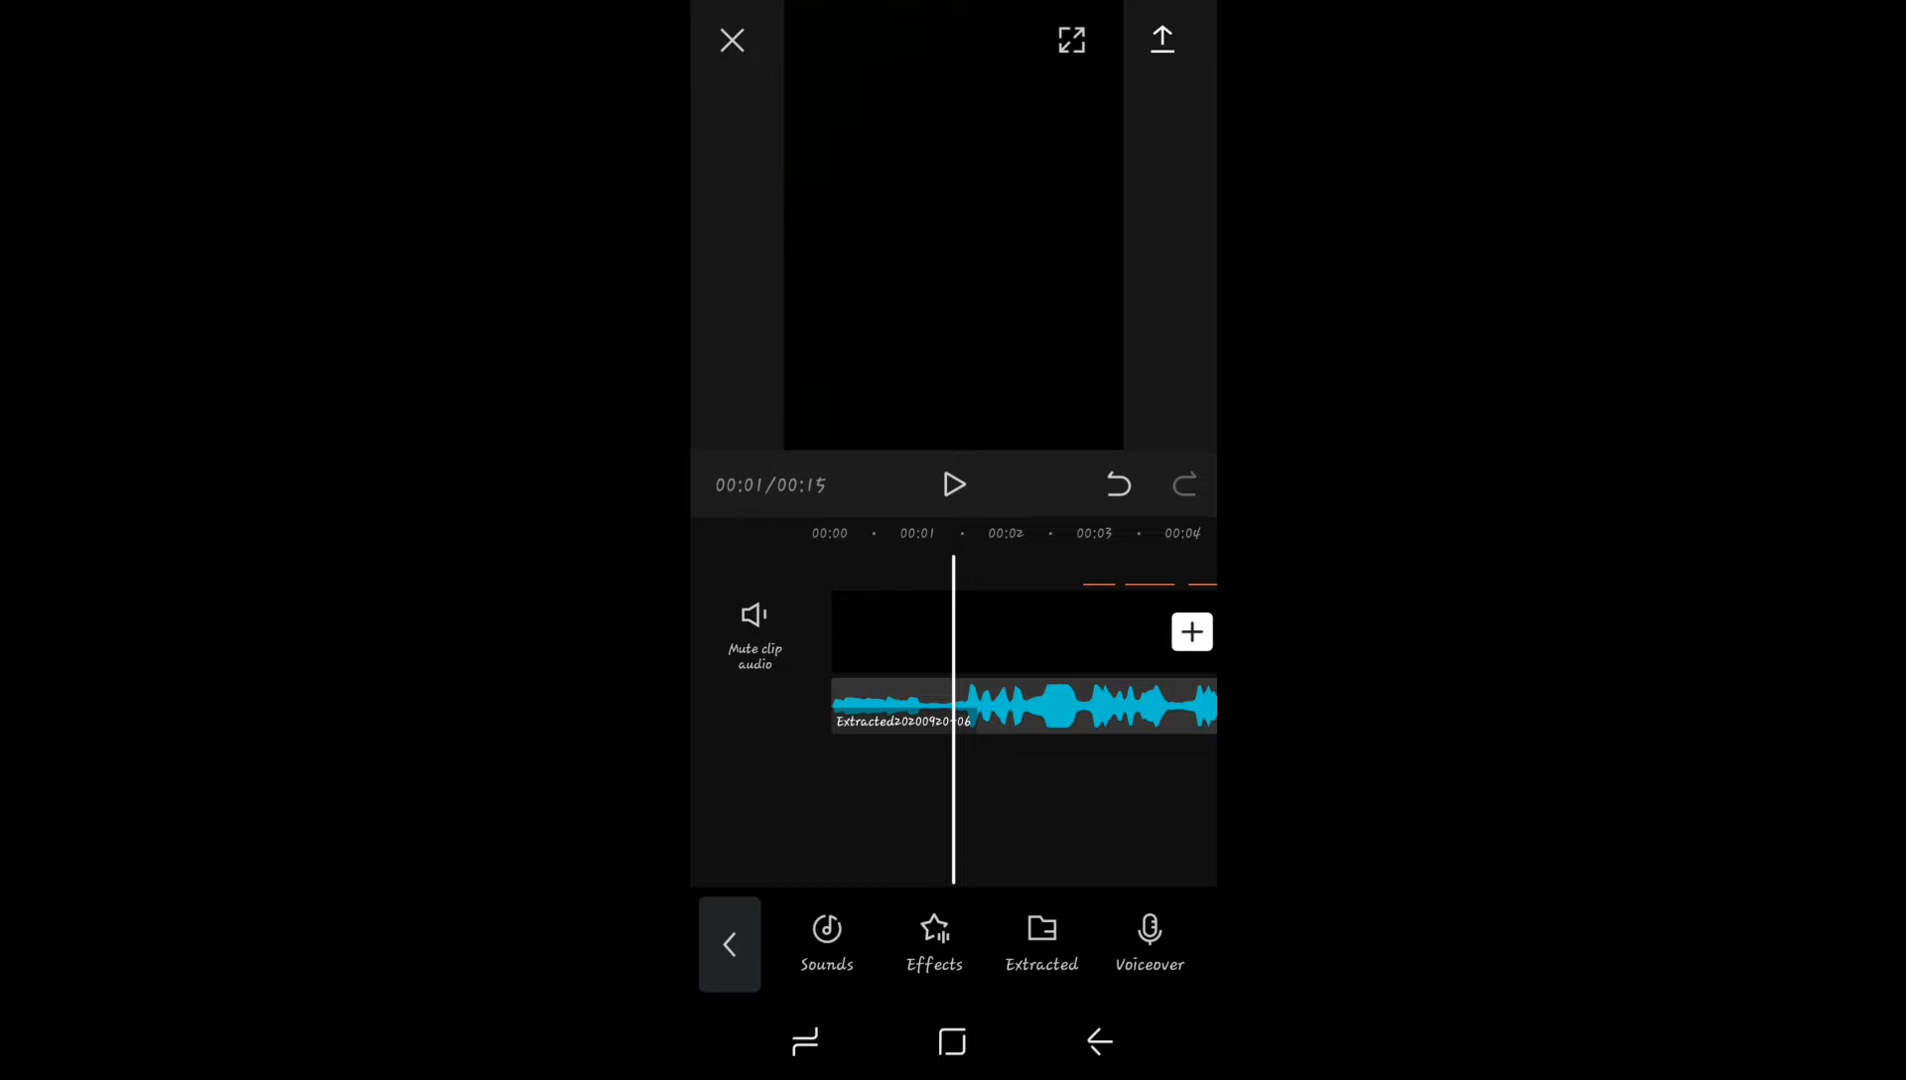 00:01/00:15
00:00 · 00:01 · 00:02 · 00:03 · 00:04
Mute clip
audio
Extracted20200920-06
Sounds
Effects
Extracted
Voiceover